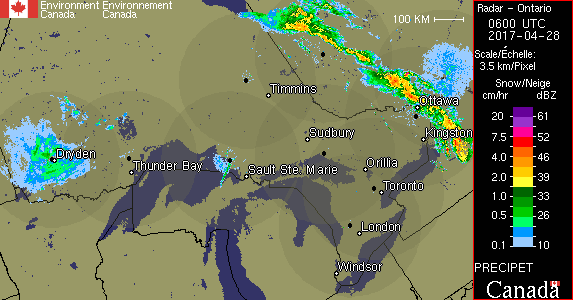 Environment Environnement
Canada Canada
100 KM
Timmins
Ottawa
Sudbury
Kingston
Dryden
Thunder Bay
Sault Ste. Marie
Orillia
Toronto
London
Windsor
Radar - Ontario
0600 UTC
2017-04-28
Scale/Échelle:
3.5 km/Pixel
Snow/Neige
cm/hr dBZ
20 61
7.5 57
5.5 52
4.0 46
2.0 39
1.0 33
0.5 26
0.1 10
PRECIPET
Canada